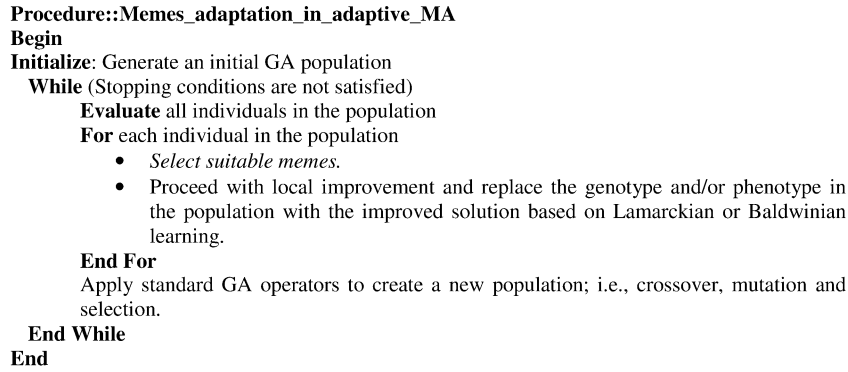 Procedure::Memes_adaptation_in_adaptive_MA
Begin
Initialize: Generate an initial GA population
While (Stopping conditions are not satisfied)
Evaluate all individuals in the population
For each individual in the population
• Select suitable memes.
• Proceed with local improvement and replace the genotype and/or phenotype in
the population with the improved solution based on Lamarckian or Baldwinian
learning.
End For
Apply standard GA operators to create a new population; i.e., crossover, mutation and
selection.
End While
End